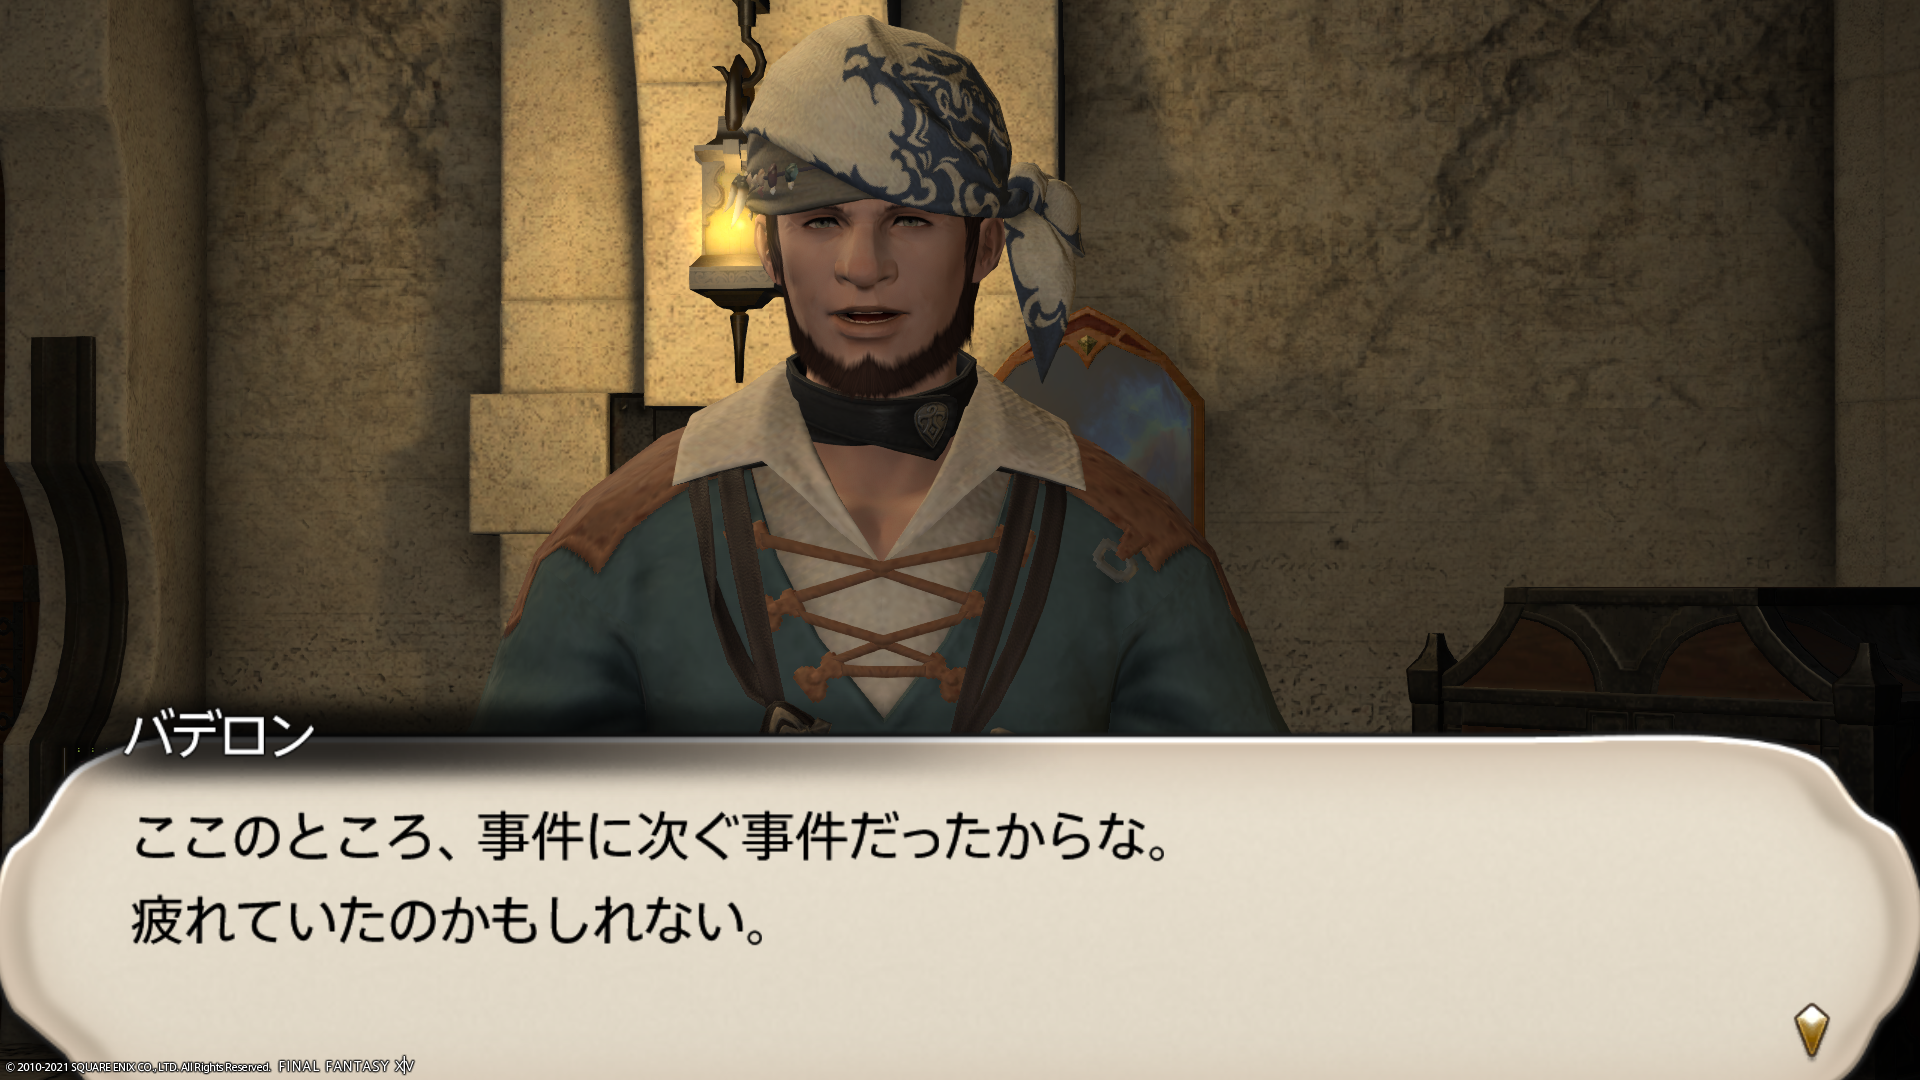 バデロン
ここのところ、事件に次ぐ事件だったからな。
疲れていたのかもしれない。
© 2010-2021 SQUARE ENIX CO., LTD. All Rights Reserved. FINAL FANTASY XIV